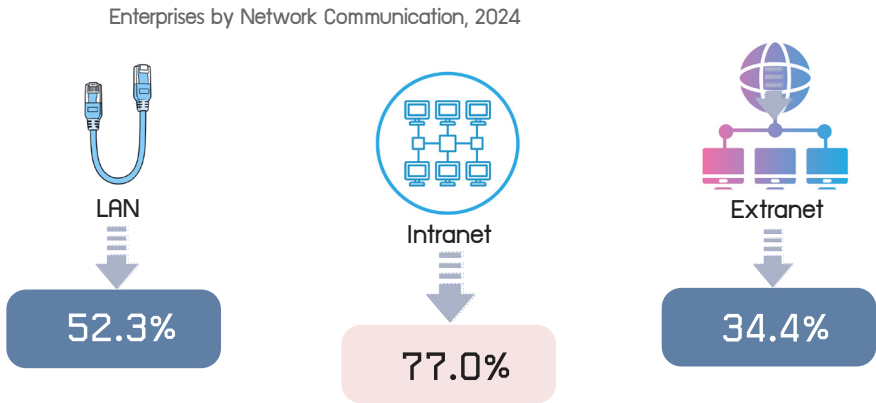 Enterprises by Network Communication, 2024
LAN
Intranet
Extranet
52.3%
77.0%
34.4%